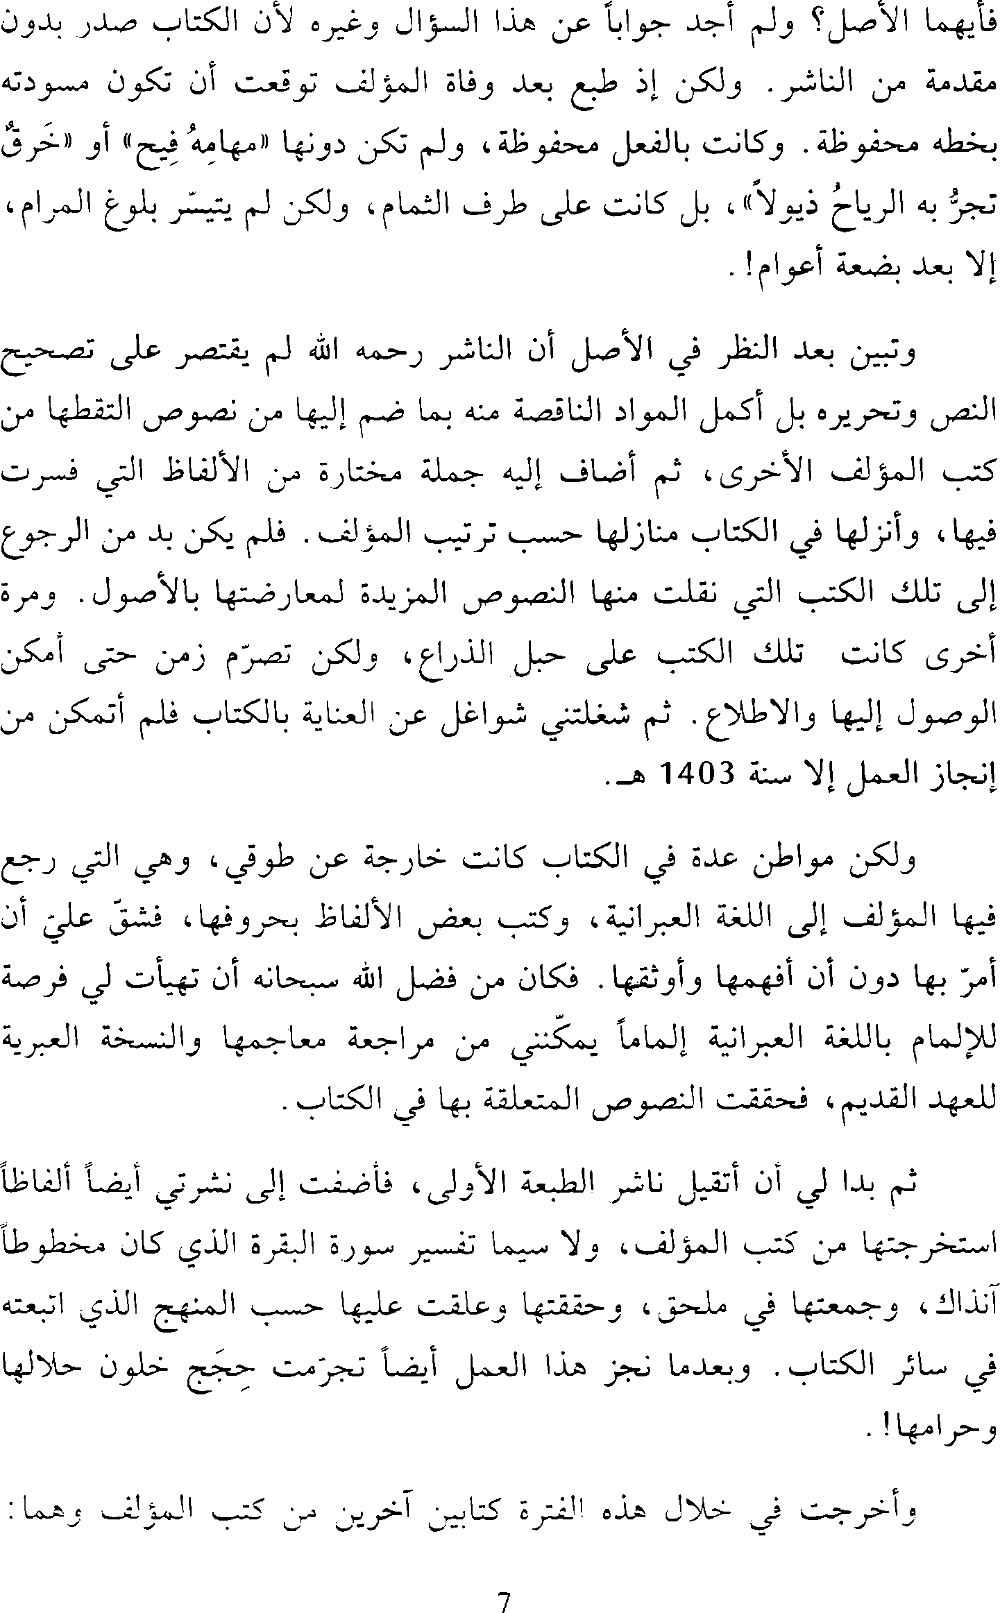 فأيهما الأصل؟ ولم أجد جواباً عن هذا السؤال وغيره لأن الكتاب صدر بدون
مقدمة من الناشر. ولكن إذ طبع بعد وفاة المؤلف توقعت أن تكون مسودته
بخطه محفوظة. وكانت بالفعل محفوظة، ولم تكن دونها «مهامِهُ فِيح» أو «خَرقٌ
تجرُّ به الرياحُ ذيولاً»، بل كانت على طرف الثمام، ولكن لم يتيسّر بلوغ المرام،
إلا بعد بضعة أعوام!.
وتبين بعد النظر في الأصل أن الناشر رحمه الله لم يقتصر على تصحيح
النص وتحريره بل أكمل المواد الناقصة منه بما ضم إليها من نصوص التقطها من
كتب المؤلف الأخرى، ثم أضاف إليه جملة مختارة من الألفاظ التي فسرت
فيها، وأنزلها في الكتاب منازلها حسب ترتيب المؤلف. فلم يكن بد من الرجوع
إلى تلك الكتب التي نقلت منها النصوص المزيدة لمعارضتها بالأصول. ومرة
أخرى كانت تلك الكتب على حبل الذراع، ولكن تصرّم زمن حتى أمكن
الوصول إليها والاطلاع. ثم شغلتني شواغل عن العناية بالكتاب فلم أتمكن من
إنجاز العمل إلا سنة 1403 هـ.
ولكن مواطن عدة في الكتاب كانت خارجة عن طوقي، وهي التي رجع
فيها المؤلف إلى اللغة العبرانية، وكتب بعض الألفاظ بحروفها، فشقّ عليّ أن
أمرّ بها دون أن أفهمها وأوثقها. فكان من فضل الله سبحانه أن تهيأت لي فرصة
للإلمام باللغة العبرانية إلماماً يمكّنني من مراجعة معاجمها والنسخة العبرية
للعهد القديم، فحققت النصوص المتعلقة بها في الكتاب.
ثم بدا لي أن أتقيل ناشر الطبعة الأولى، فأضفت إلى نشرتي أيضاً ألفاظاً
استخرجتها من كتب المؤلف، ولا سيما تفسير سورة البقرة الذي كان مخطوطاً
آنذاك، وجمعتها في ملحق، وحققتها وعلقت عليها حسب المنهج الذي اتبعته
في سائر الكتاب. وبعدما نجز هذا العمل أيضاً تجرّمت حِجَج خلون حلالها
وحرامها!.
وأخرجت في خلال هذه الفترة كتابين آخرين من كتب المؤلف وهما:
7